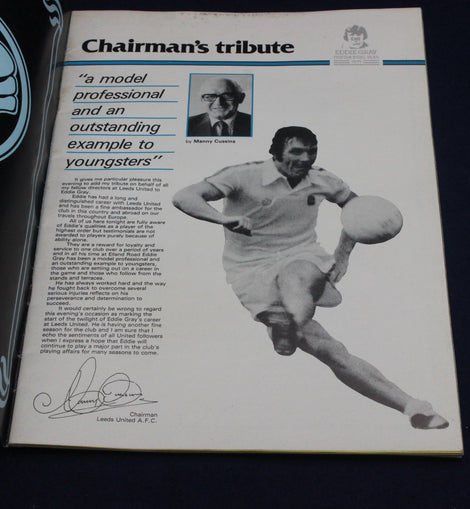 Chairman's tribute
EDDIE GRAY
TESTIMONIAL YEAR
"a model
professional
and an
outstanding
example to
youngsters"
by Manny Cussins
It gives me particular pleasure this
evening to add my tribute on behalf of all
my fellow directors at Leeds United to
Eddie Gray.
Eddie has had a long and
distinguished career with Leeds United
and has been a fine ambassador for the
club in this country and abroad on our
travels throughout Europe.
All of us here tonight are fully aware
of Eddie's qualities as a player of the
highest order but testimonials are not
awarded to players purely because of
ability alone.
They are a reward for loyalty and
service to one club over a period of years
and in all his time at Elland Road Eddie
Gray has been a model professional and
an outstanding example to youngsters,
those who are setting out on a career in
the game and those who follow from the
stands and terraces.
He has always worked hard and the way
he fought back to overcome several
serious injuries reflects on his
perseverance and determination to
succeed.
It would certainly be wrong to regard
this evening's occasion as marking the
start of the twilight of Eddie Gray's career
at Leeds United. He is having another fine
season for the club and I am sure that I
echo the sentiments of all United followers
when I express a hope that Eddie will
continue to play a major part in the club's
playing affairs for many seasons to come.
Manny Cussins
Chairman
Leeds United A.F.C.